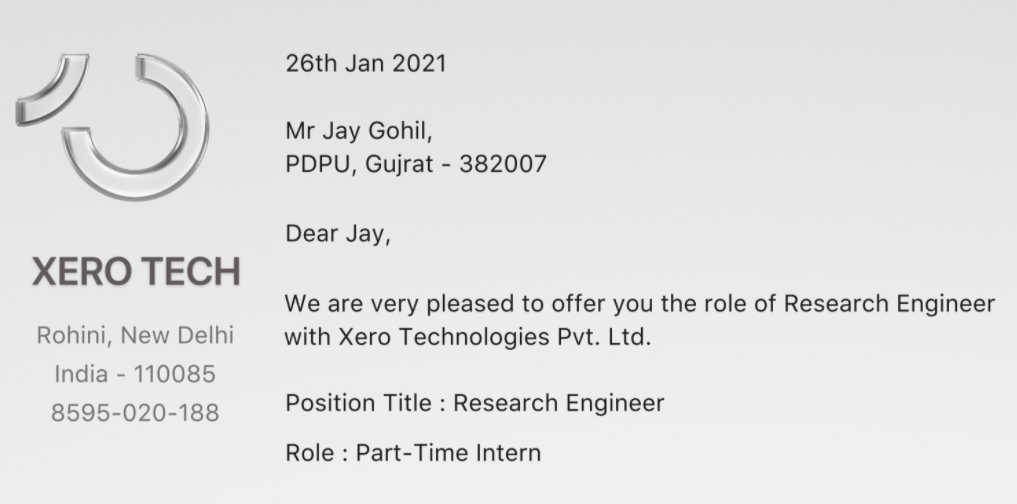 XERO TECH
Rohini, New Delhi
India - 110085
8595-020-188
26th Jan 2021
Mr Jay Gohil,
PDPU, Gujrat - 382007
Dear Jay,
We are very pleased to offer you the role of Research Engineer
with Xero Technologies Pvt. Ltd.
Position Title : Research Engineer
Role : Part-Time Intern